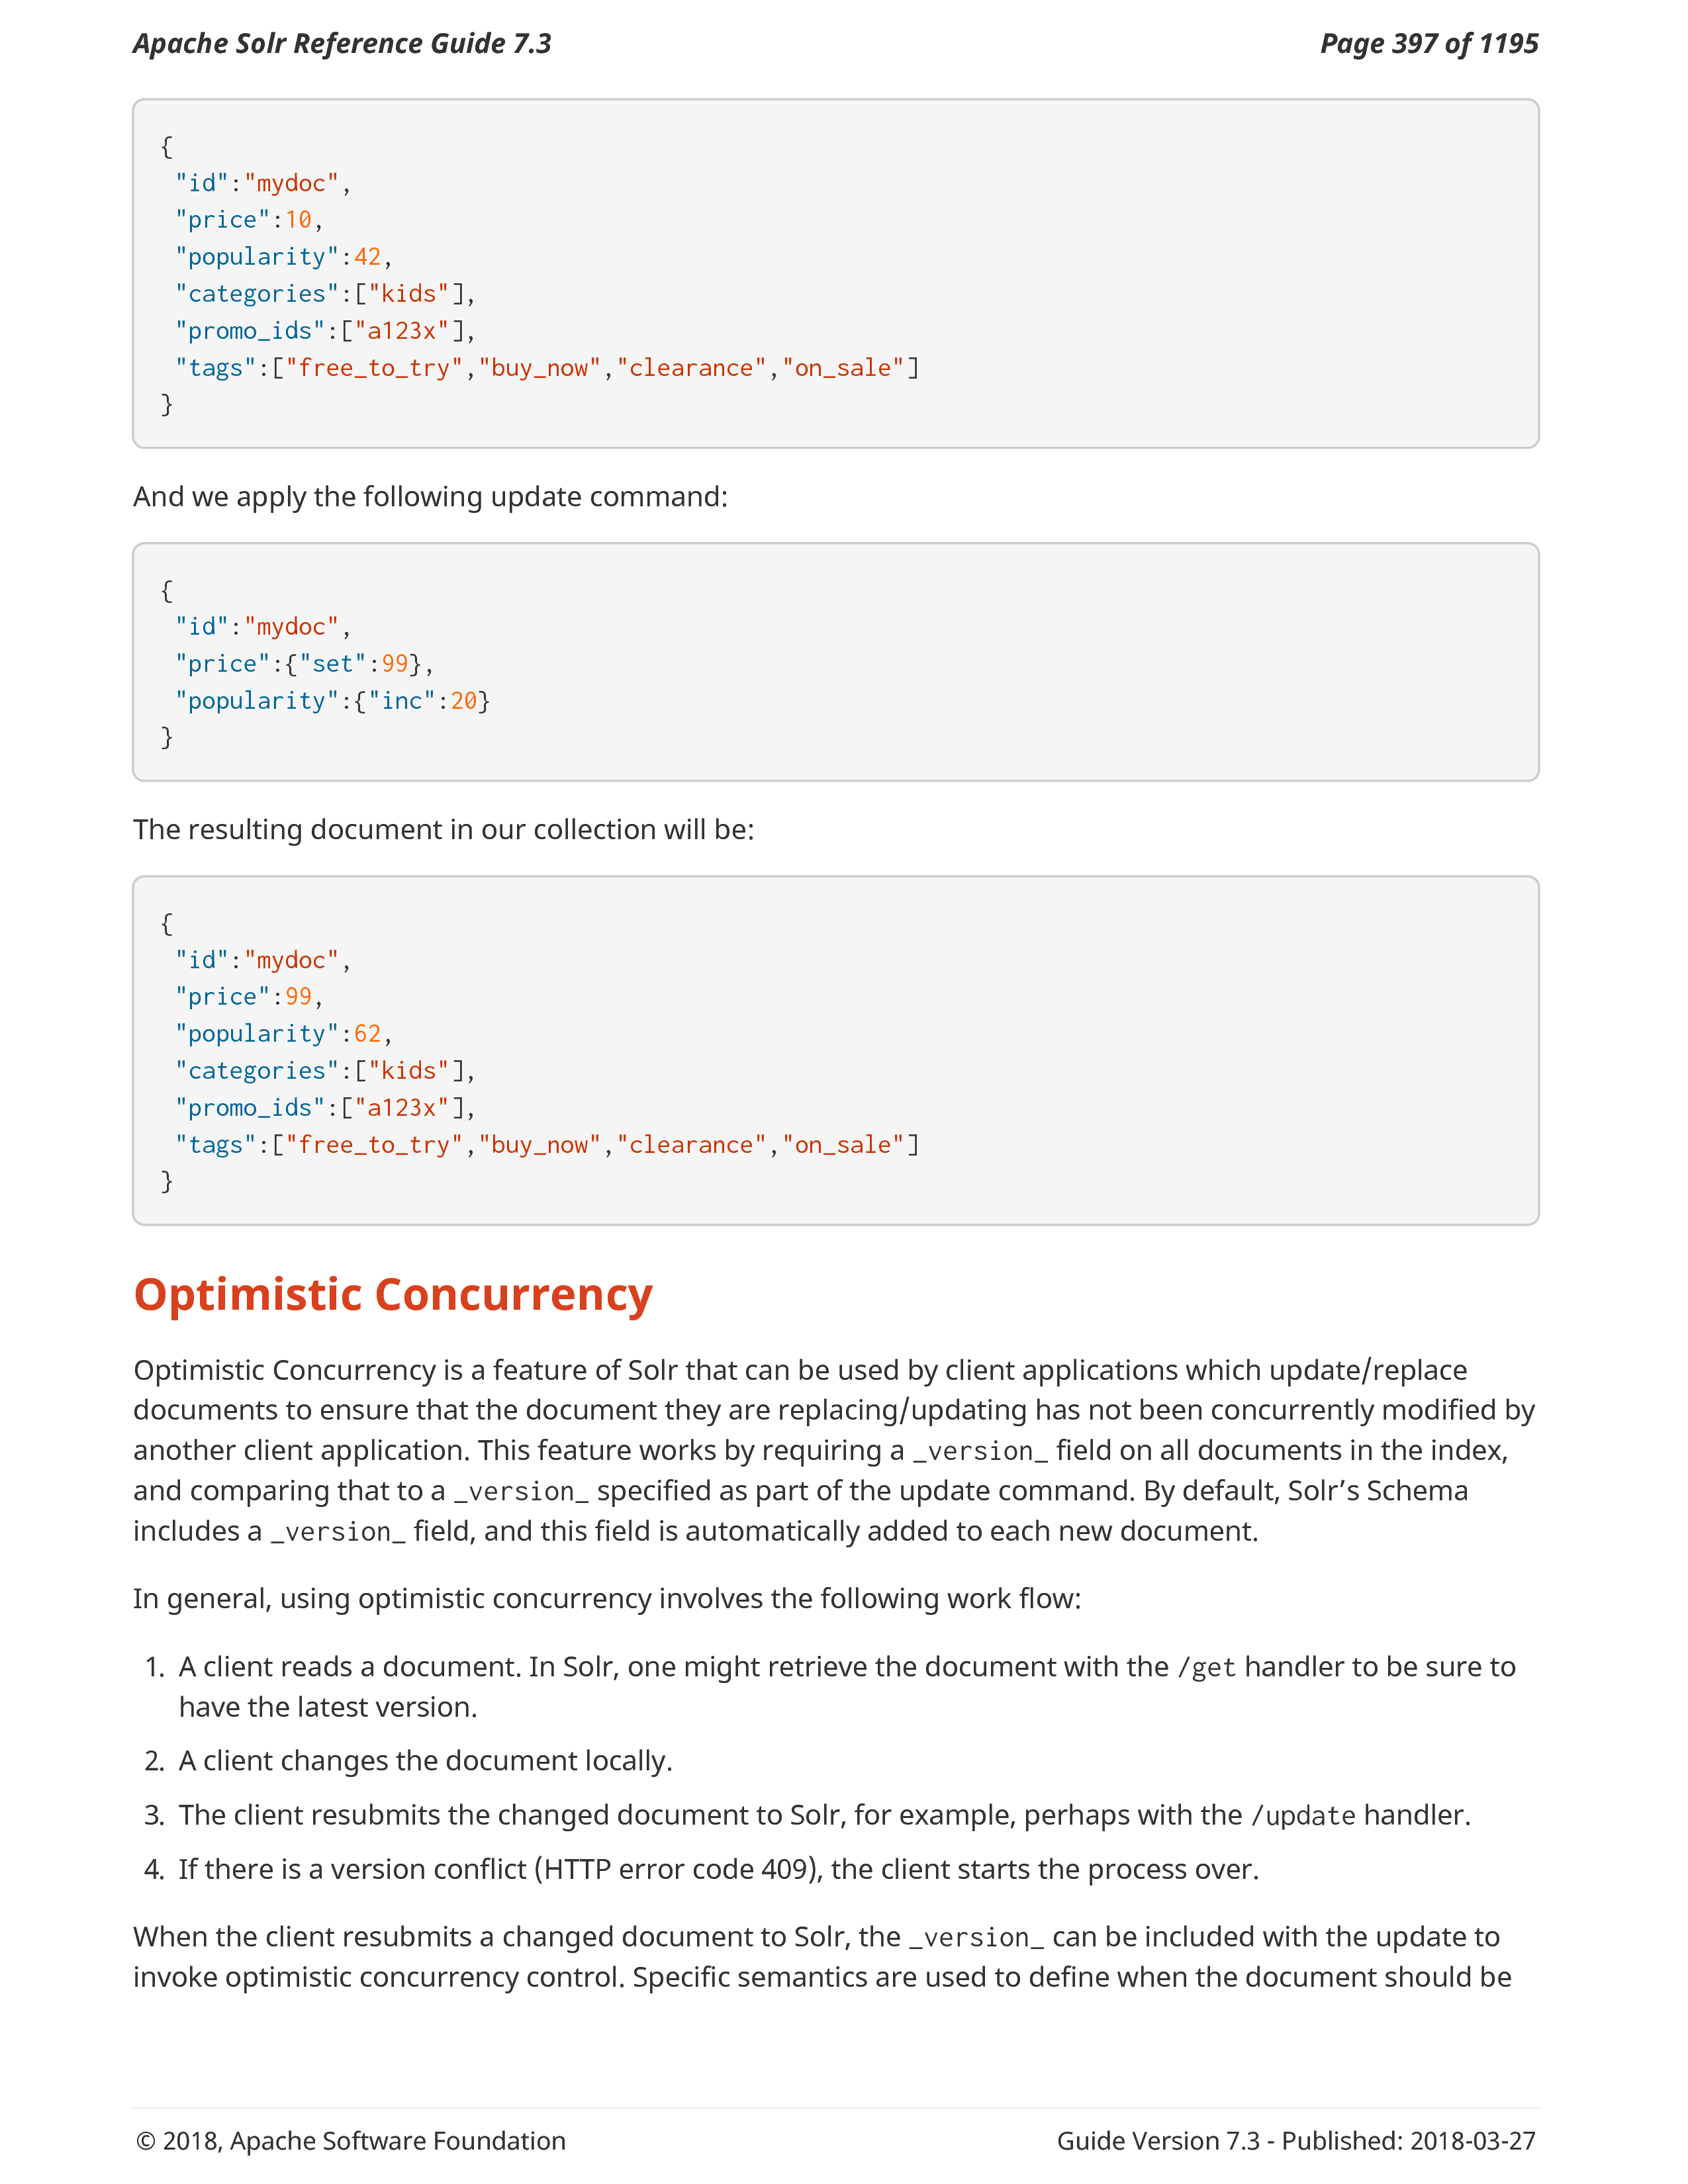 Apache Solr Reference Guide 7.3
Page 397 of 1195
{
 "id":"mydoc",
 "price":10,
 "popularity":42,
 "categories":["kids"],
 "promo_ids":["a123x"],
 "tags":["free_to_try","buy_now","clearance","on_sale"]
}
And we apply the following update command:
{
 "id":"mydoc",
 "price":{"set":99},
 "popularity":{"inc":20}
}
The resulting document in our collection will be:
{
 "id":"mydoc",
 "price":99,
 "popularity":62,
 "categories":["kids"],
 "promo_ids":["a123x"],
 "tags":["free_to_try","buy_now","clearance","on_sale"]
}
Optimistic Concurrency
Optimistic Concurrency is a feature of Solr that can be used by client applications which update/replace
documents to ensure that the document they are replacing/updating has not been concurrently modified by
another client application. This feature works by requiring a _version_ field on all documents in the index,
and comparing that to a _version_ specified as part of the update command. By default, Solr’s Schema
includes a _version_ field, and this field is automatically added to each new document.
In general, using optimistic concurrency involves the following work flow:
1. A client reads a document. In Solr, one might retrieve the document with the /get handler to be sure to
have the latest version.
2. A client changes the document locally.
3. The client resubmits the changed document to Solr, for example, perhaps with the /update handler.
4. If there is a version conflict (HTTP error code 409), the client starts the process over.
When the client resubmits a changed document to Solr, the _version_ can be included with the update to
invoke optimistic concurrency control. Specific semantics are used to define when the document should be
© 2018, Apache Software Foundation
Guide Version 7.3 - Published: 2018-03-27